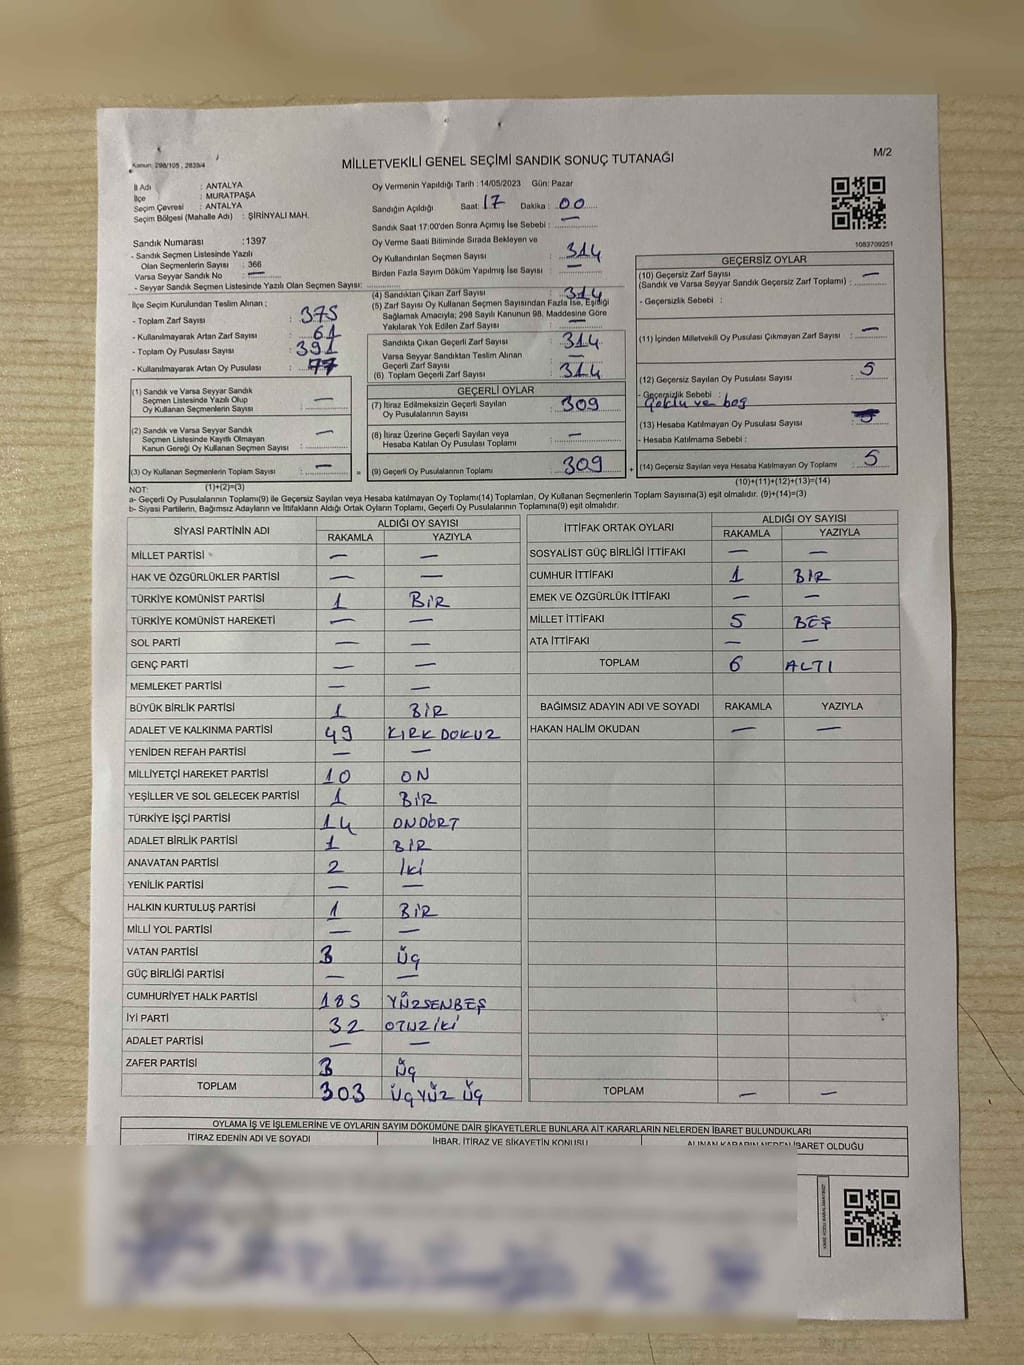 Kanun: 298/105 , 2839/4
MİLLETVEKİLİ GENEL SEÇİMİ SANDIK SONUÇ TUTANAĞI
M/2
İl Adı : ANTALYA
İlçe : MURATPAŞA
Seçim Çevresi : ANTALYA
Seçim Bölgesi (Mahalle Adı) : ŞİRİNYALI MAH.
Sandık Numarası : 1397
- Sandık Seçmen Listesinde Yazılı
Olan Seçmenlerin Sayısı : 366
Varsa Seyyar Sandık No : —
- Seyyar Sandık Seçmen Listesinde Yazılı Olan Seçmen Sayısı:
Oy Vermenin Yapıldığı Tarih : 14/05/2023 Gün: Pazar
Sandığın Açıldığı Saat: 17 Dakika : 00
Sandık Saat 17:00'den Sonra Açımış İse Sebebi : —
Oy Verme Saati Bitiminde Sırada Bekleyen ve
Oy Kullandırılan Seçmen Sayısı : 314
Birden Fazla Sayım Döküm Yapılmış İse Sayısı : —
1083709251
İlçe Seçim Kurulundan Teslim Alınan ;
- Toplam Zarf Sayısı : 375
- Kullanılmayarak Artan Zarf Sayısı : 61
- Toplam Oy Pusulası Sayısı : 391
- Kullanılmayarak Artan Oy Pusulası : 77
(4) Sandıktan Çıkan Zarf Sayısı : 314
(5) Zarf Sayısı Oy Kullanan Seçmen Sayısından Fazla İse, Eşitliği
Sağlamak Amacıyla; 298 Sayılı Kanunun 98. Maddesine Göre
Yakılarak Yok Edilen Zarf Sayısı : —
Sandıkta Çıkan Geçerli Zarf Sayısı : 314
Varsa Seyyar Sandıktan Teslim Alınan
Geçerli Zarf Sayısı : —
(6) Toplam Geçerli Zarf Sayısı : 314
GEÇERSİZ OYLAR
(10) Geçersiz Zarf Sayısı
(Sandık ve Varsa Seyyar Sandık Geçersiz Zarf Toplamı) : —
- Geçersizlik Sebebi :
(11) İçinden Milletvekili Oy Pusulası Çıkmayan Zarf Sayısı : —
(12) Geçersiz Sayılan Oy Pusulası Sayısı : 5
- Geçersizlik Sebebi :
ve boş
(13) Hesaba Katılmayan Oy Pusulası Sayısı :
- Hesaba Katılmama Sebebi :
(14) Geçersiz Sayılan veya Hesaba Katılmayan Oy Toplamı : 5
(10)+(11)+(12)+(13)=(14)
(1) Sandık ve Varsa Seyyar Sandık
Seçmen Listesinde Yazılı Olup
Oy Kullanan Seçmenlerin Sayısı : —
(2) Sandık ve Varsa Seyyar Sandık
Seçmen Listesinde Kayıtlı Olmayan
Kanun Gereği Oy Kullanan Seçmen Sayısı : —
(3) Oy Kullanan Seçmenlerin Toplam Sayısı : —
(1)+(2)=(3)
GEÇERLİ OYLAR
(7) İtiraz Edilmeksizin Geçerli Sayılan
Oy Pusulalarının Sayısı : 309
(8) İtiraz Üzerine Geçerli Sayılan veya
Hesaba Katılan Oy Pusulası Toplamı : —
(9) Geçerli Oy Pusulalarının Toplamı : 309
NOT:
a- Geçerli Oy Pusulalarının Toplamı(9) ile Geçersiz Sayılan veya Hesaba katılmayan Oy Toplamı(14) Toplamları, Oy Kullanan Seçmenlerin Toplam Sayısına(3) eşit olmalıdır. (9)+(14)=(3)
b- Siyasi Partilerin, Bağımsız Adayların ve İttifakların Aldığı Ortak Oyların Toplamı, Geçerli Oy Pusulalarının Toplamına(9) eşit olmalıdır.
SİYASİ PARTİNİN ADI ALDIĞI OY SAYISI
RAKAMLA YAZIYLA
MİLLET PARTİSİ — —
HAK VE ÖZGÜRLÜKLER PARTİSİ — —
TÜRKİYE KOMÜNİST PARTİSİ 1 BİR
TÜRKİYE KOMÜNİST HAREKETİ — —
SOL PARTİ — —
GENÇ PARTİ — —
MEMLEKET PARTİSİ — —
BÜYÜK BİRLİK PARTİSİ 1 BİR
ADALET VE KALKINMA PARTİSİ 49 KIRK DOKUZ
YENİDEN REFAH PARTİSİ — —
MİLLİYETÇİ HAREKET PARTİSİ 10 ON
YEŞİLLER VE SOL GELECEK PARTİSİ 1 BİR
TÜRKİYE İŞÇİ PARTİSİ 14 ONDÖRT
ADALET BİRLİK PARTİSİ 1 BİR
ANAVATAN PARTİSİ 2 İki
YENİLİK PARTİSİ — —
HALKIN KURTULUŞ PARTİSİ 1 BİR
MİLLİ YOL PARTİSİ — —
VATAN PARTİSİ 3 Üç
GÜÇ BİRLİĞİ PARTİSİ — —
CUMHURİYET HALK PARTİSİ 185 YÜZSENBEŞ
İYİ PARTİ 32 OTUZİKİ
ADALET PARTİSİ — —
ZAFER PARTİSİ 3 Üç
TOPLAM 303 ÜÇYÜZ ÜÇ
İTTİFAK ORTAK OYLARI ALDIĞI OY SAYISI
RAKAMLA YAZIYLA
SOSYALİST GÜÇ BİRLİĞİ İTTİFAKI — —
CUMHUR İTTİFAKI 1 BİR
EMEK VE ÖZGÜRLÜK İTTİFAKI — —
MİLLET İTTİFAKI 5 BEŞ
ATA İTTİFAKI — —
TOPLAM 6 ALTI
BAĞIMSIZ ADAYIN ADI VE SOYADI RAKAMLA YAZIYLA
HAKAN HALİM OKUDAN — —
TOPLAM — —
OYLAMA İŞ VE İŞLEMLERİNE VE OYLARIN SAYIM DÖKÜMÜNE DAİR ŞİKAYETLERLE BUNLARA AİT KARARLARIN NELERDEN İBARET BULUNDUKLARI
İTİRAZ EDENİN ADI VE SOYADI İHBAR, İTİRAZ VE ŞİKAYETİN KONUSU ALINAN KARARIN NEDEN İBARET OLDUĞU